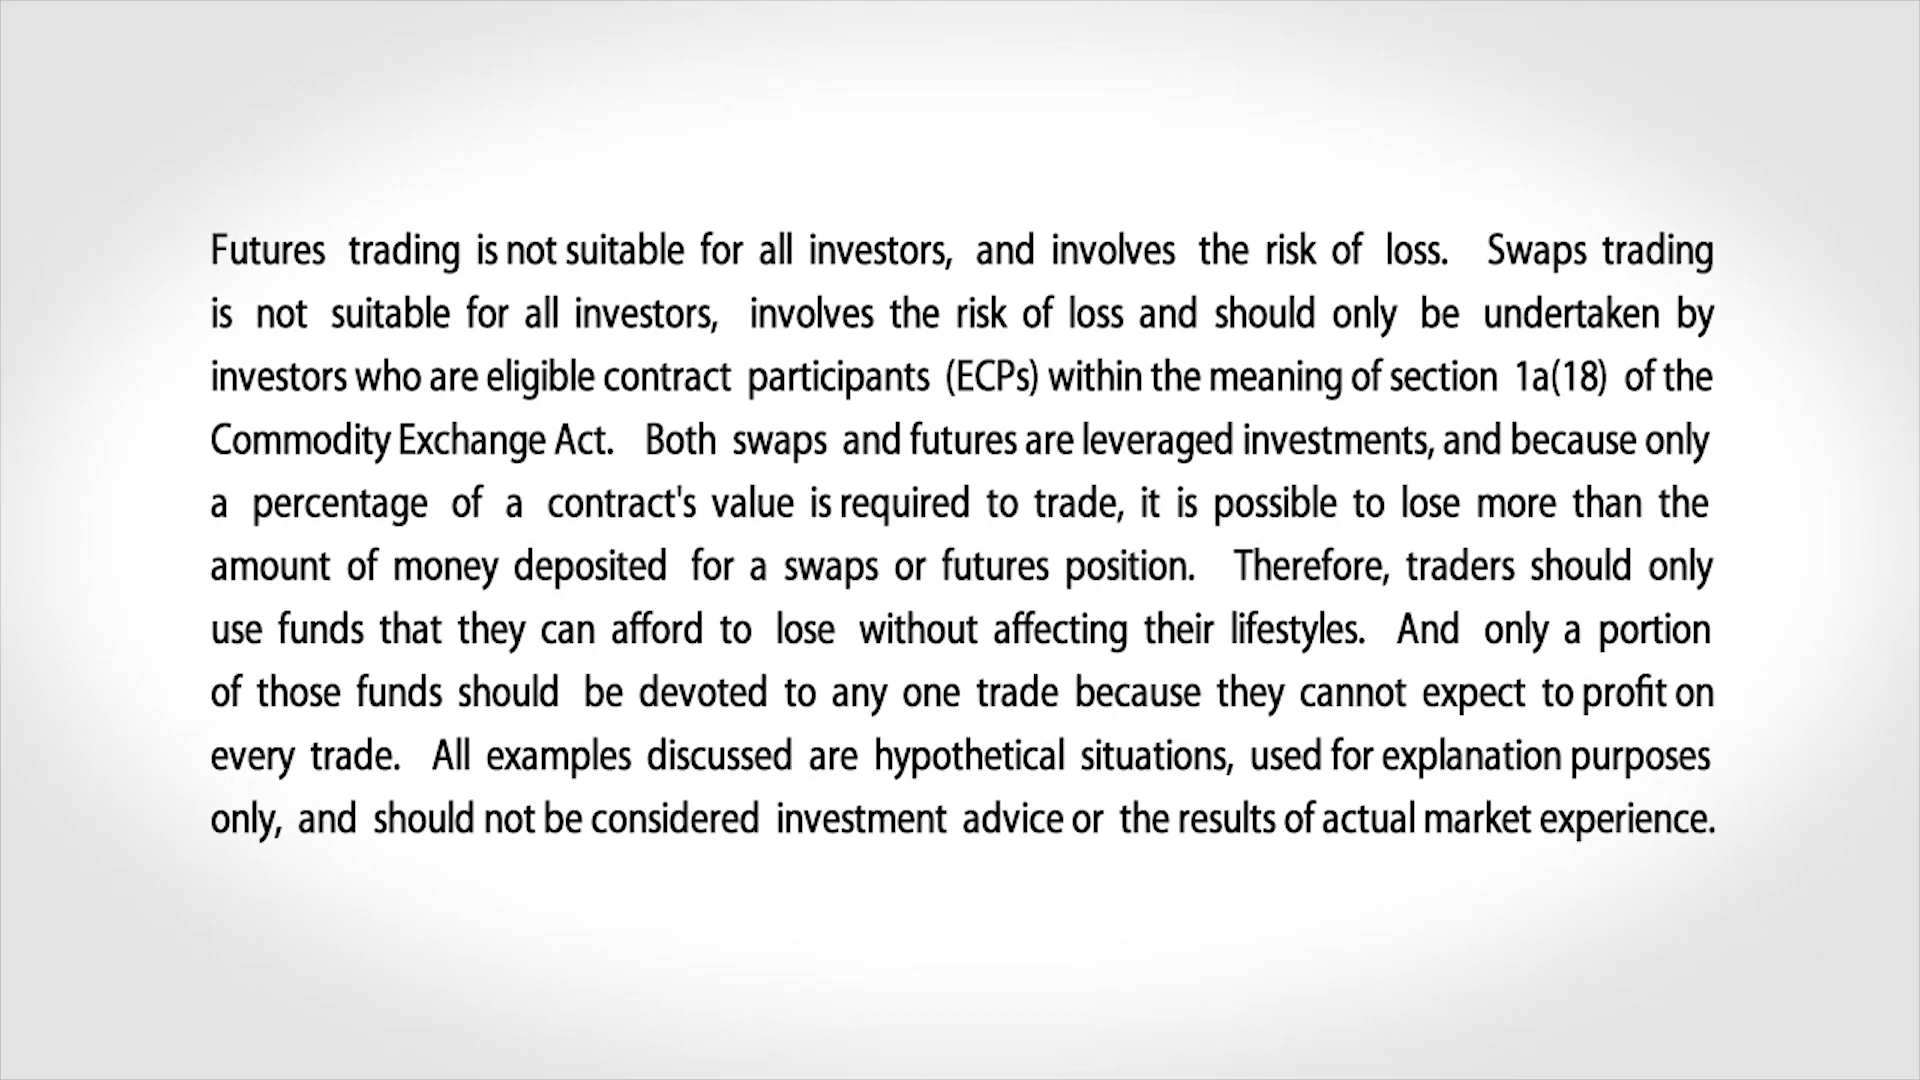 Futures trading is not suitable for all investors, and involves the risk of loss. Swaps trading
is not suitable for all investors, involves the risk of loss and should only be undertaken by
investors who are eligible contract participants (ECPs) within the meaning of section 1a(18) of the
Commodity Exchange Act. Both swaps and futures are leveraged investments, and because only
a percentage of a contract's value is required to trade, it is possible to lose more than the
amount of money deposited for a swaps or futures position. Therefore, traders should only
use funds that they can afford to lose without affecting their lifestyles. And only a portion
of those funds should be devoted to any one trade because they cannot expect to profit on
every trade. All examples discussed are hypothetical situations, used for explanation purposes
only, and should not be considered investment advice or the results of actual market experience.